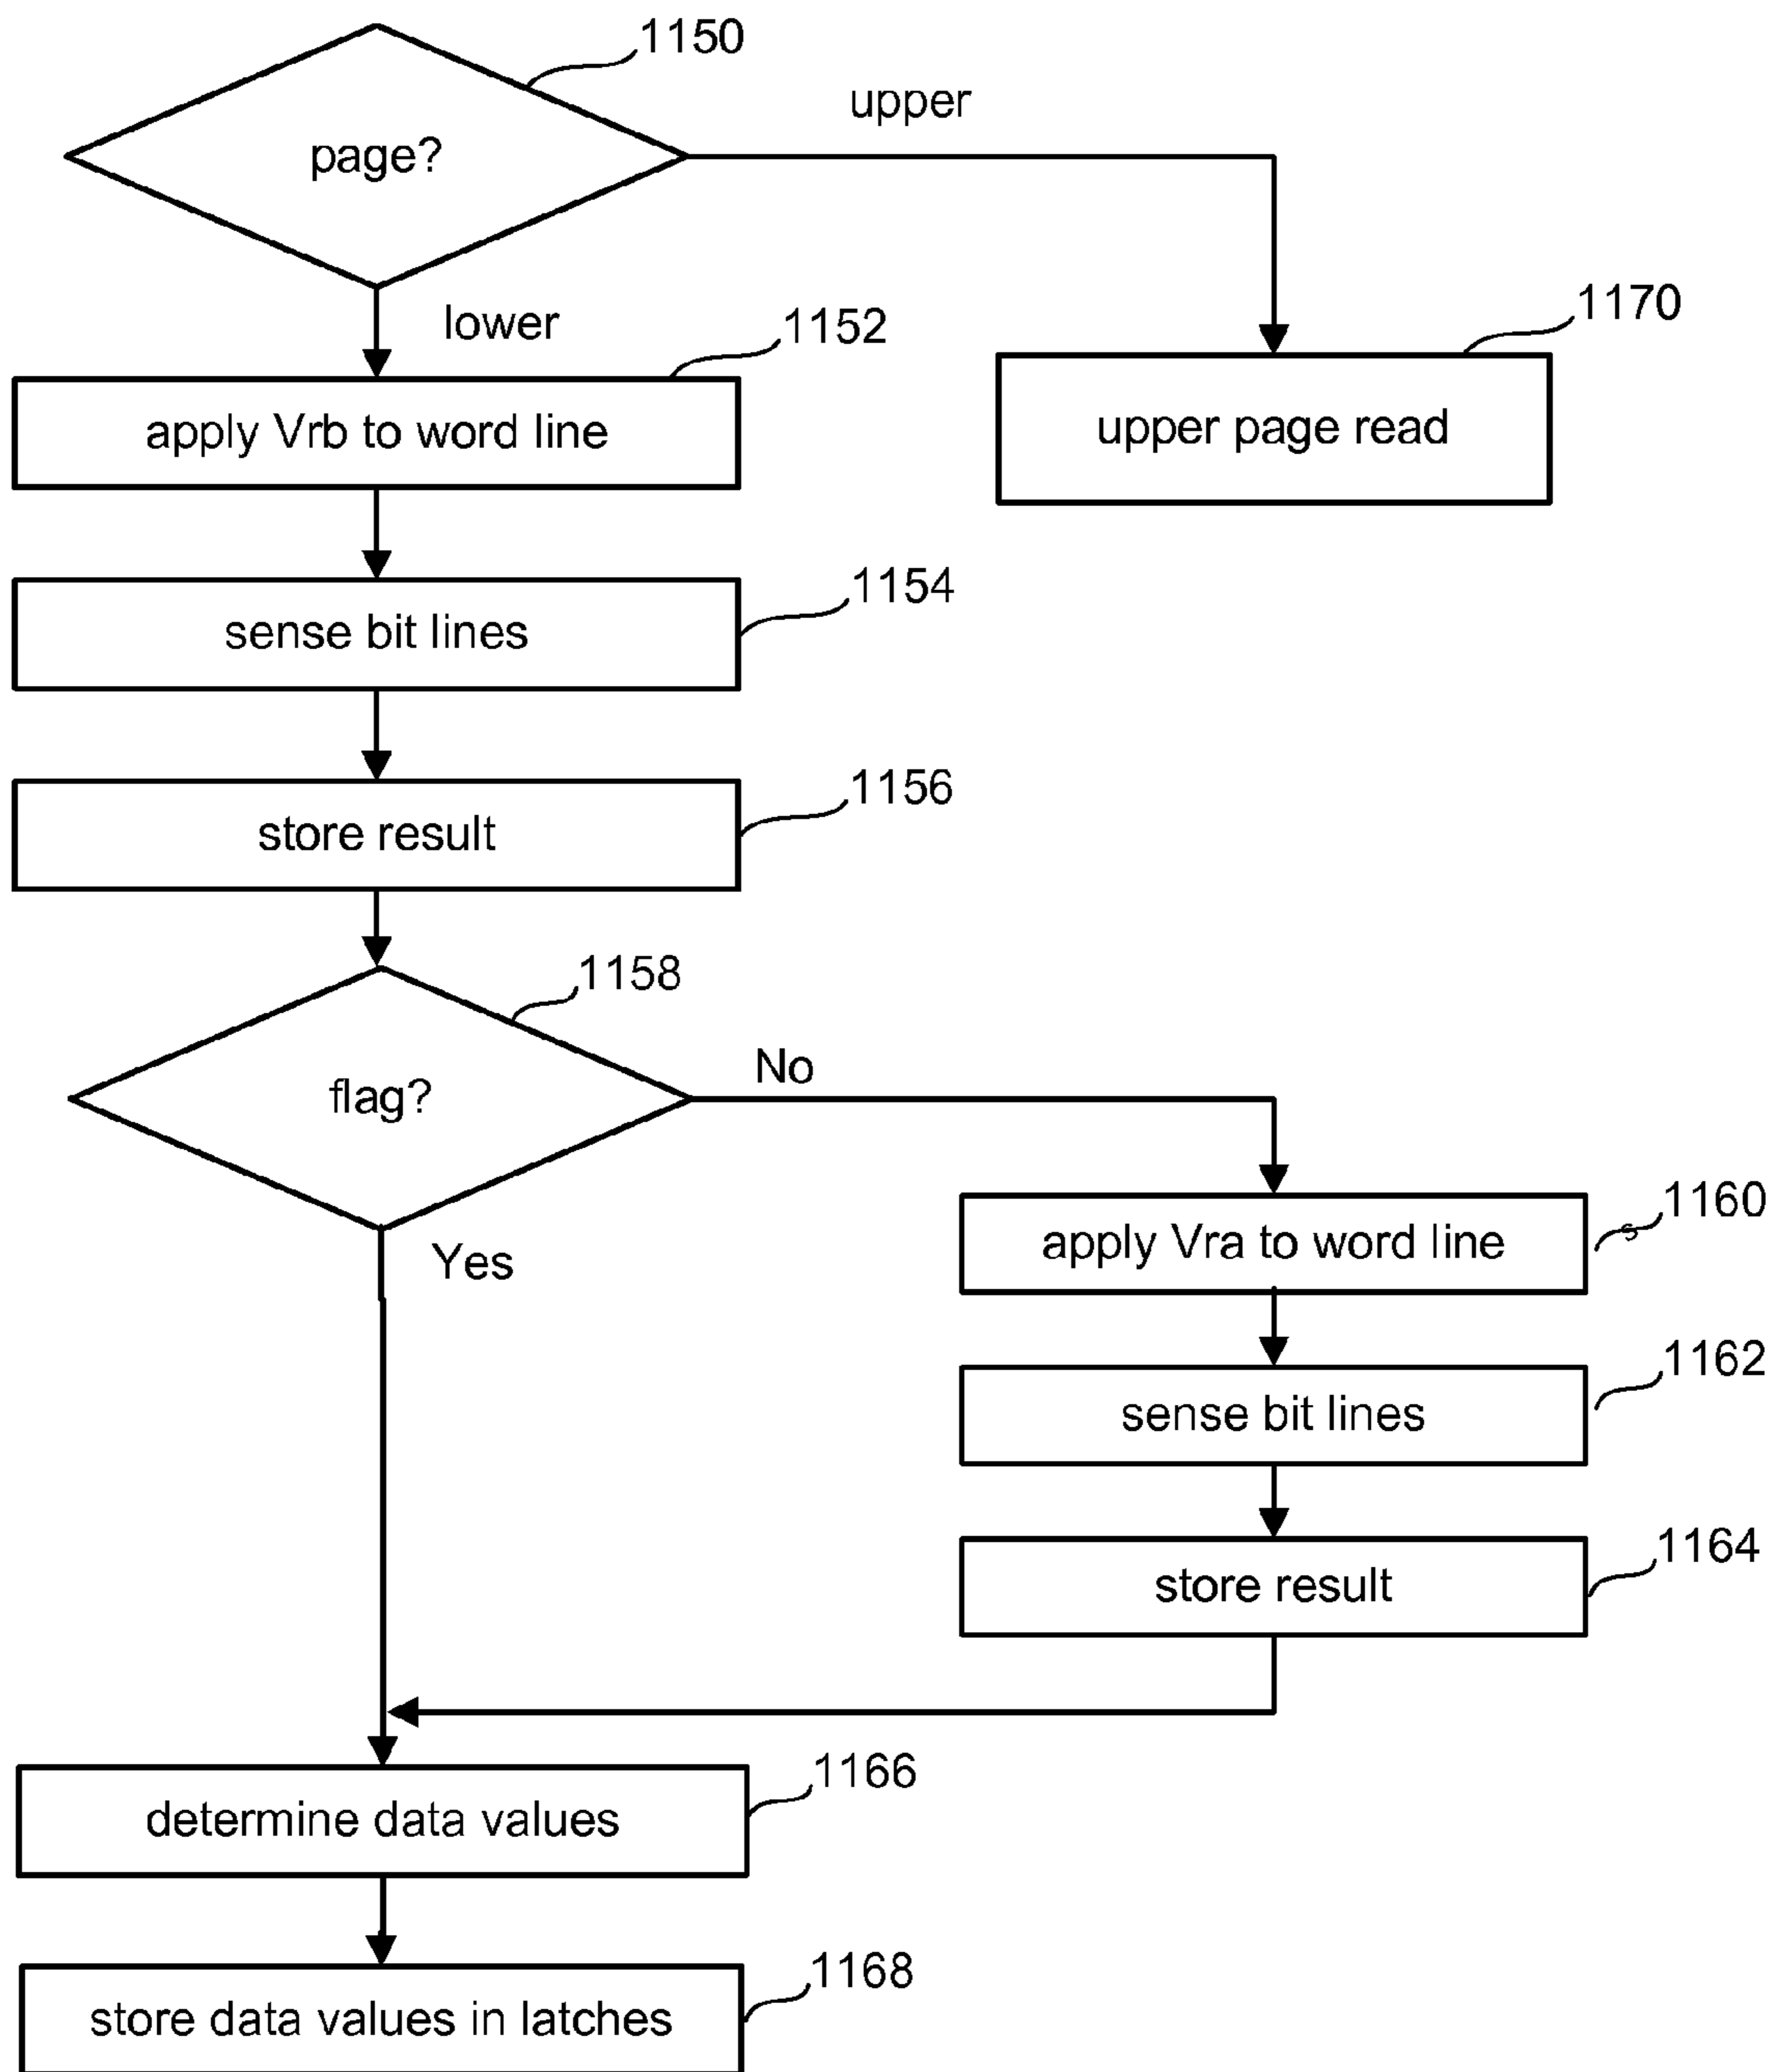 1150
upper
page?
lower
1152
1170
apply Vrb to word line
upper page read
1154
sense bit lines
1156
store result
1158
No
flag?
1160
apply Vra to word line
Yes
1162
sense bit lines
1164
store result
1166
determine data values
1168
store data values in latches